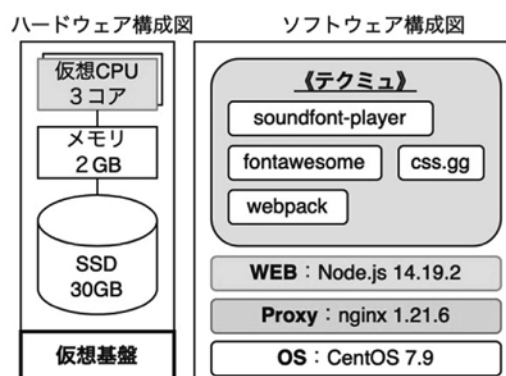 ハードウェア構成図
仮想CPU
3コア
メモリ
2GB
SSD
30GB
仮想基盤
ソフトウェア構成図
《テクミュ》
soundfont-player
fontawesome
css.gg
webpack
WEB：Node.js 14.19.2
Proxy：nginx 1.21.6
OS：CentOS 7.9